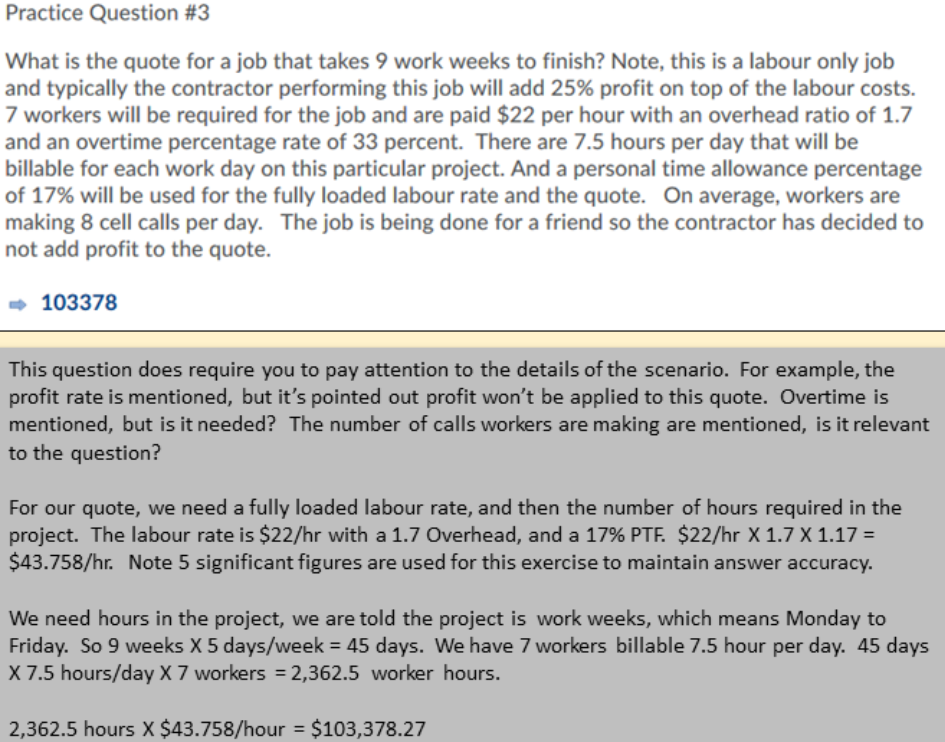 Practice Question #3
What is the quote for a job that takes 9 work weeks to finish? Note, this is a labour only job
and typically the contractor performing this job will add 25% profit on top of the labour costs.
7 workers will be required for the job and are paid $22 per hour with an overhead ratio of 1.7
and an overtime percentage rate of 33 percent.  There are 7.5 hours per day that will be
billable for each work day on this particular project. And a personal time allowance percentage
of 17% will be used for the fully loaded labour rate and the quote.   On average, workers are
making 8 cell calls per day.   The job is being done for a friend so the contractor has decided to
not add profit to the quote.
➡ 103378
This question does require you to pay attention to the details of the scenario.  For example, the
profit rate is mentioned, but it’s pointed out profit won’t be applied to this quote.  Overtime is
mentioned, but is it needed?  The number of calls workers are making are mentioned, is it relevant
to the question?
For our quote, we need a fully loaded labour rate, and then the number of hours required in the
project.  The labour rate is $22/hr with a 1.7 Overhead, and a 17% PTF.  $22/hr X 1.7 X 1.17 =
$43.758/hr.  Note 5 significant figures are used for this exercise to maintain answer accuracy.
We need hours in the project, we are told the project is  work weeks, which means Monday to
Friday.  So 9 weeks X 5 days/week = 45 days.  We have 7 workers billable 7.5 hour per day.  45 days
X 7.5 hours/day X 7 workers  = 2,362.5  worker hours.
2,362.5 hours X $43.758/hour  = $103,378.27